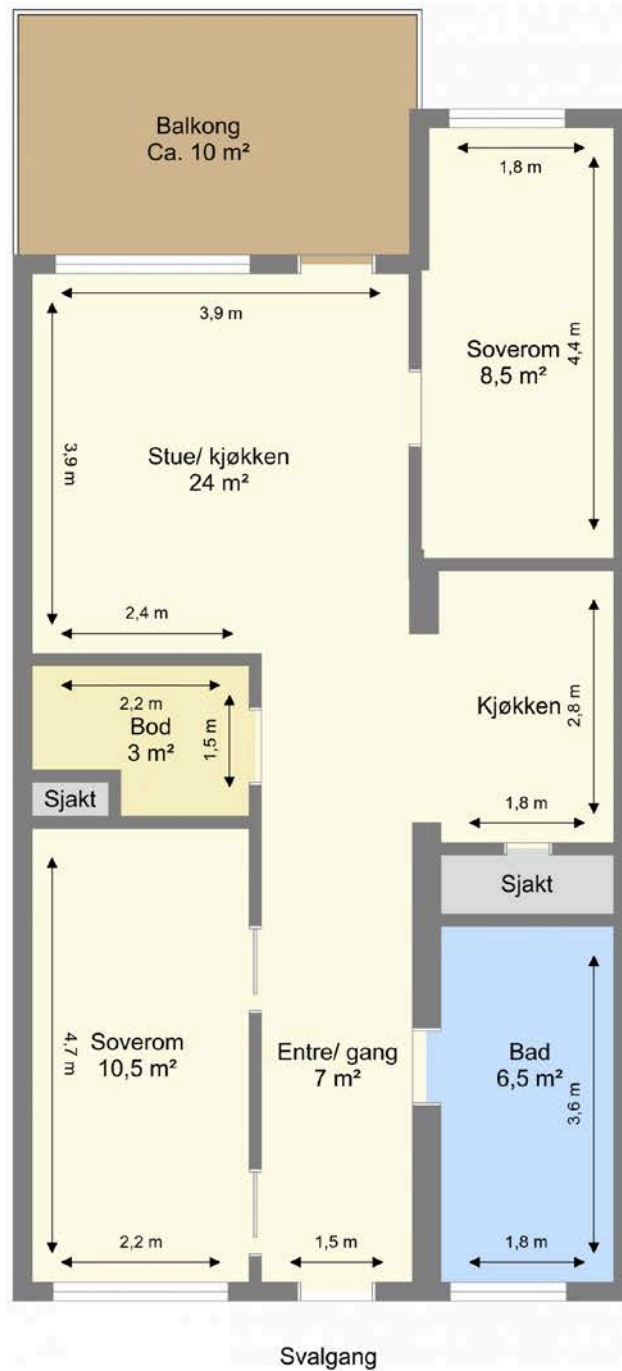 Balkong
Ca. 10 m²
1,8 m
3,9 m
4,4 m
Soverom
8,5 m²
3,9 m
Stue/ kjøkken
24 m²
2,4 m
2,2 m
Bod
3 m²
1,5 m
Kjøkken
2,8 m
Sjakt
1,8 m
Sjakt
4,7 m
Soverom
10,5 m²
Entre/ gang
7 m²
Bad
6,5 m²
3,6 m
2,2 m
1,5 m
1,8 m
Svalgang